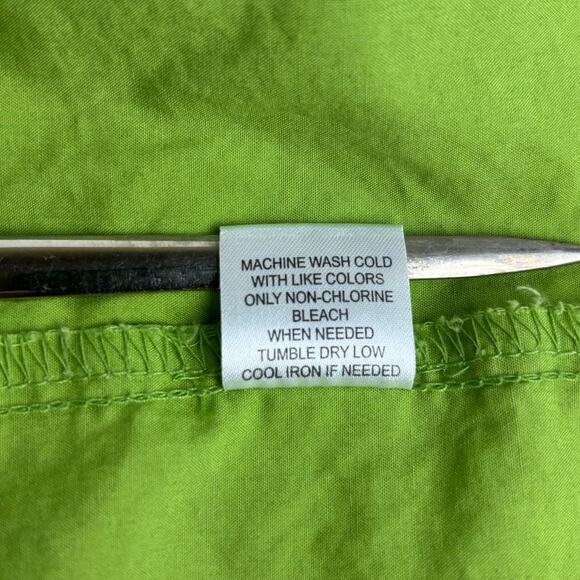 MACHINE WASH COLD
WITH LIKE COLORS
ONLY NON-CHLORINE
BLEACH
WHEN NEEDED
TUMBLE DRY LOW
COOL IRON IF NEEDED